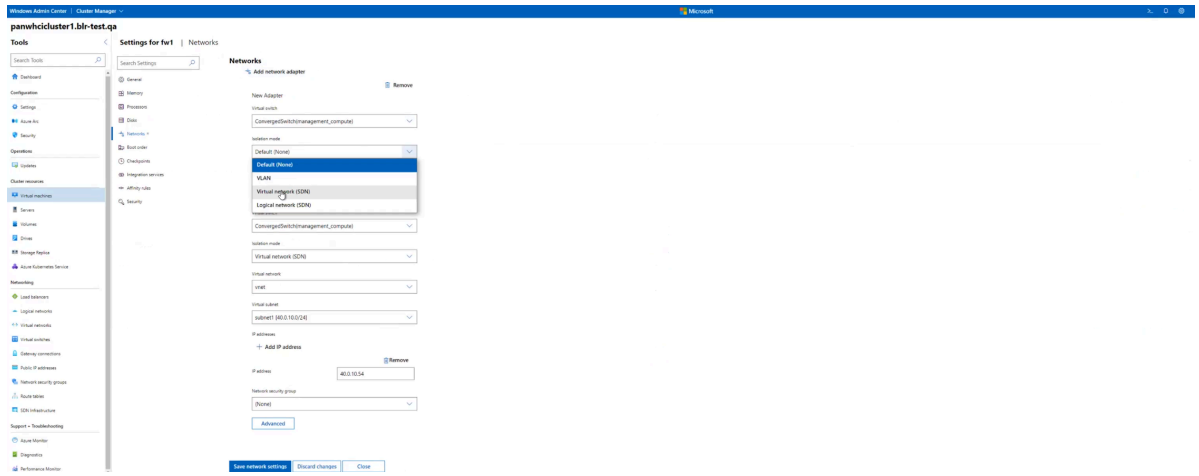 Windows Admin Center | Cluster Manager
Microsoft
panwhcicluster1.blr-test.qa
Tools
Search Tools
Dashboard
Configuration
Settings
Azure Arc
Security
Operations
Updates
Cluster resources
Virtual machines
Servers
Volumes
Drives
Storage Replica
Azure Kubernetes Service
Networking
Load balancers
Logical networks
Virtual networks
Virtual switches
Gateway connections
Public IP addresses
Network security groups
Route tables
SDN Infrastructure
Support + Troubleshooting
Azure Monitor
Diagnostics
Performance Monitor
Settings for fw1 | Networks
Search Settings
General
Memory
Processors
Disks
Networks *
Boot order
Checkpoints
Integration services
Affinity rules
Security
Networks
Add network adapter
Remove
New Adapter
Virtual switch
ConvergedSwitch(management_compute)
Isolation mode
Default (None)
Default (None)
VLAN
Virtual network (SDN)
Logical network (SDN)
ConvergedSwitch(management_compute)
Isolation mode
Virtual network (SDN)
Virtual network
vnet
Virtual subnet
subnet1 [40.0.10.0/24]
IP addresses
+ Add IP address
Remove
IP address
40.0.10.54
Network security group
(None)
Advanced
Save network settings
Discard changes
Close